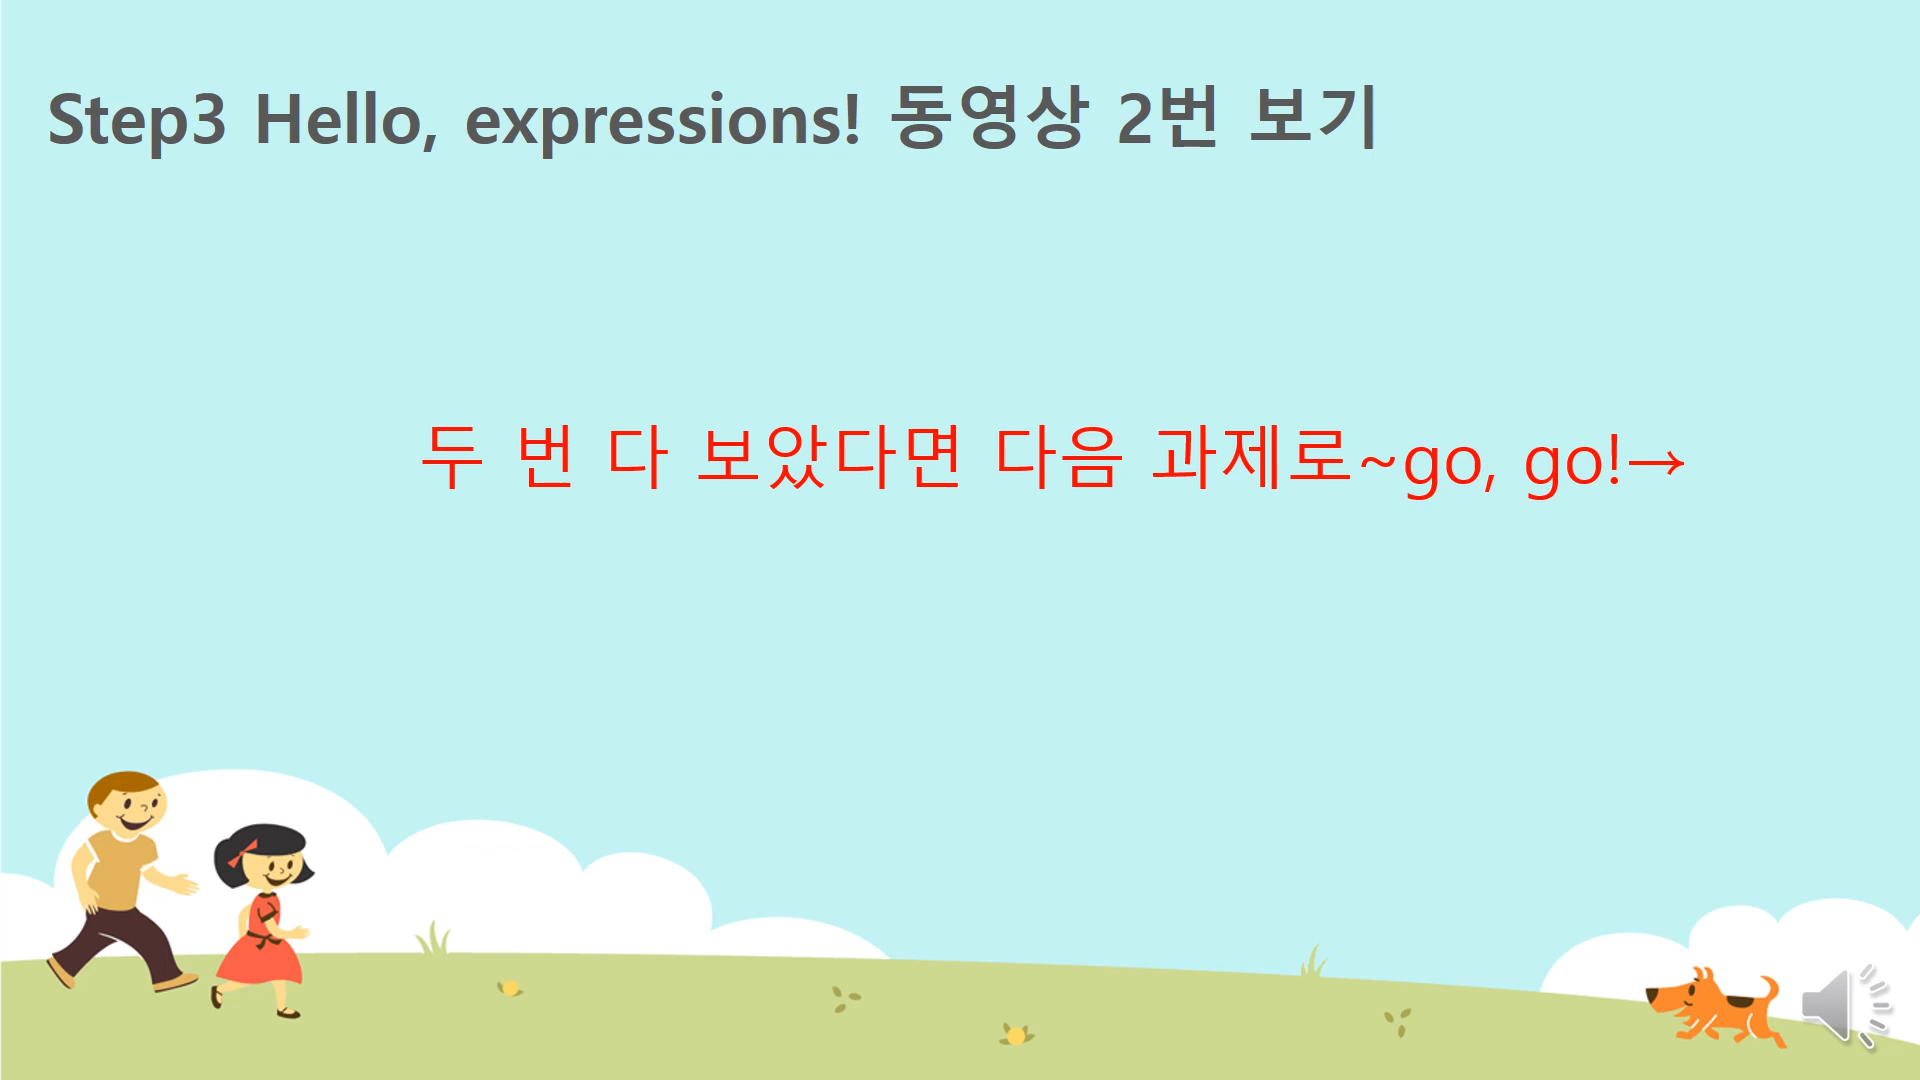 Step3 Hello, expressions! 동영상 2번 보기
두 번 다 보았다면 다음 과제로~go, go!→